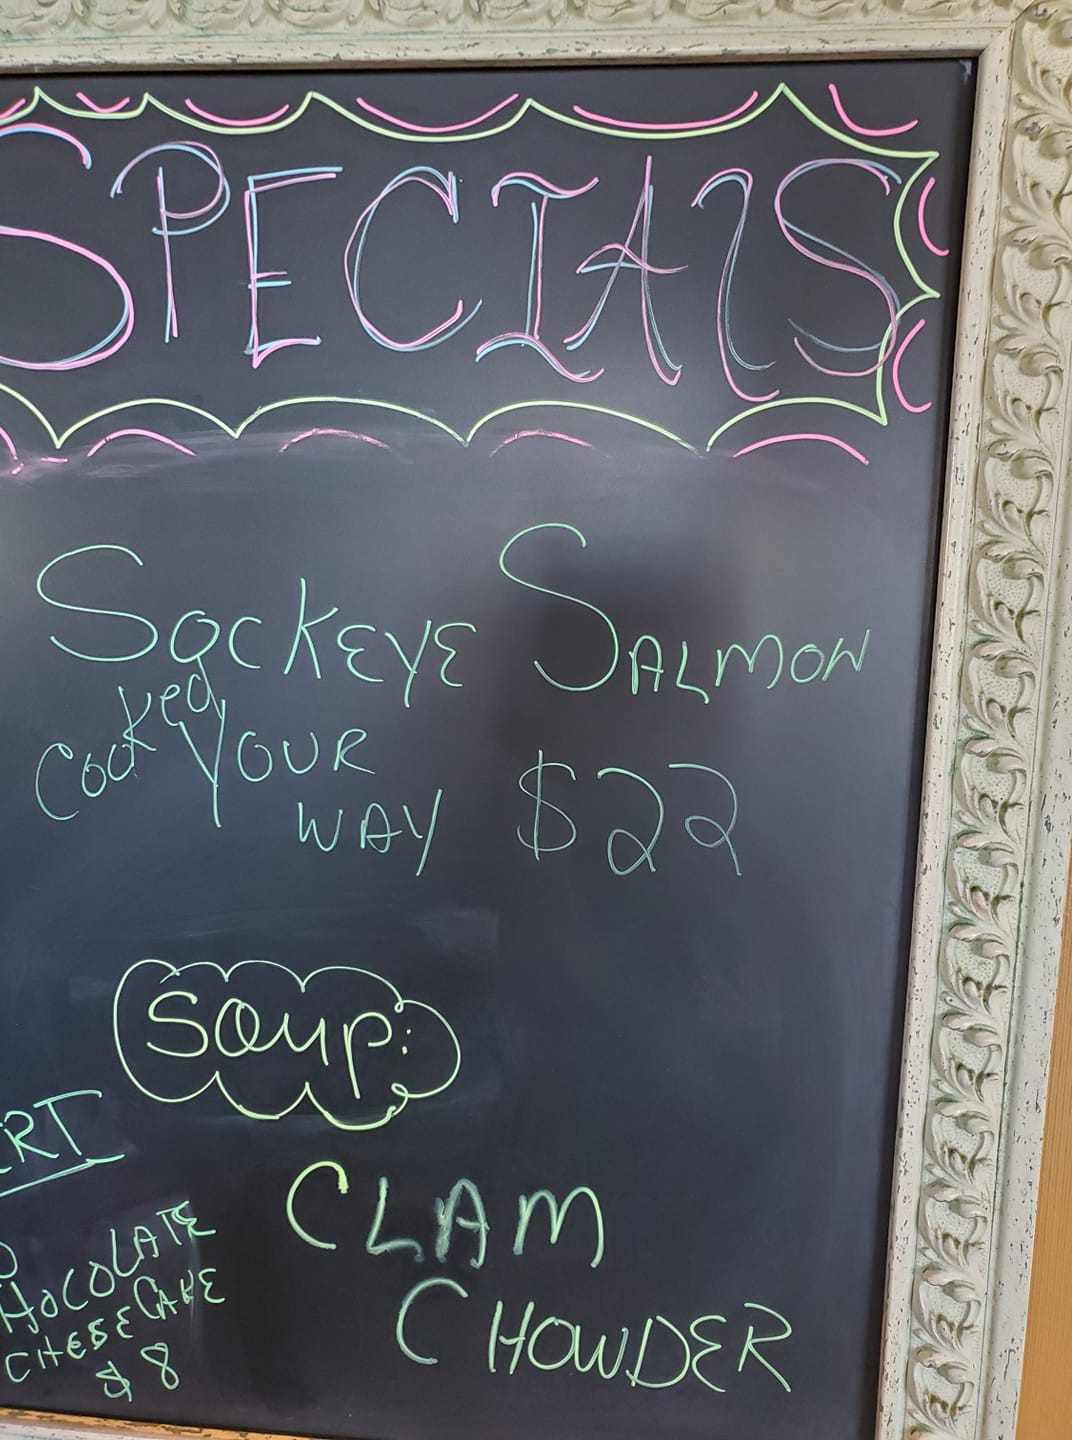 SPECIALS
SOCKEYE SALMON
Cooked YOUR
WAY $22
Soup:
CLAM
CHOWDER
HOCOLATE
CHEESECAKE
$8